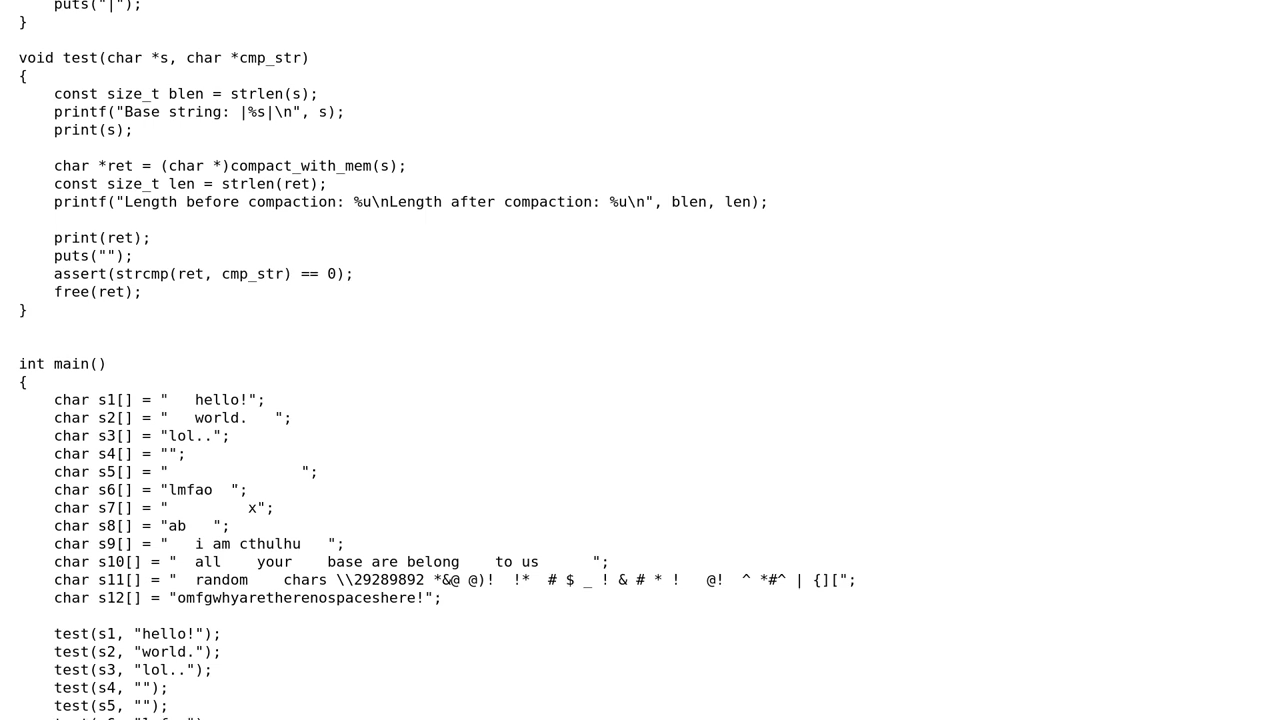 puts("|");
}

void test(char *s, char *cmp_str)
{
    const size_t blen = strlen(s);
    printf("Base string: |%s|\n", s);
    print(s);

    char *ret = (char *)compact_with_mem(s);
    const size_t len = strlen(ret);
    printf("Length before compaction: %u\nLength after compaction: %u\n", blen, len);

    print(ret);
    puts("");
    assert(strcmp(ret, cmp_str) == 0);
    free(ret);
}


int main()
{
    char s1[] = "   hello!";
    char s2[] = "   world.   ";
    char s3[] = "lol..";
    char s4[] = "";
    char s5[] = "               ";
    char s6[] = "lmfao  ";
    char s7[] = "         x";
    char s8[] = "ab   ";
    char s9[] = "   i am cthulhu   ";
    char s10[] = "  all    your    base are belong    to us      ";
    char s11[] = "  random    chars \\29289892 *&@ @)!  !*  # $ _ ! & # * !   @!  ^ *#^ | {}[";
    char s12[] = "omfgwhyaretherenospaceshere!";

    test(s1, "hello!");
    test(s2, "world.");
    test(s3, "lol..");
    test(s4, "");
    test(s5, "");